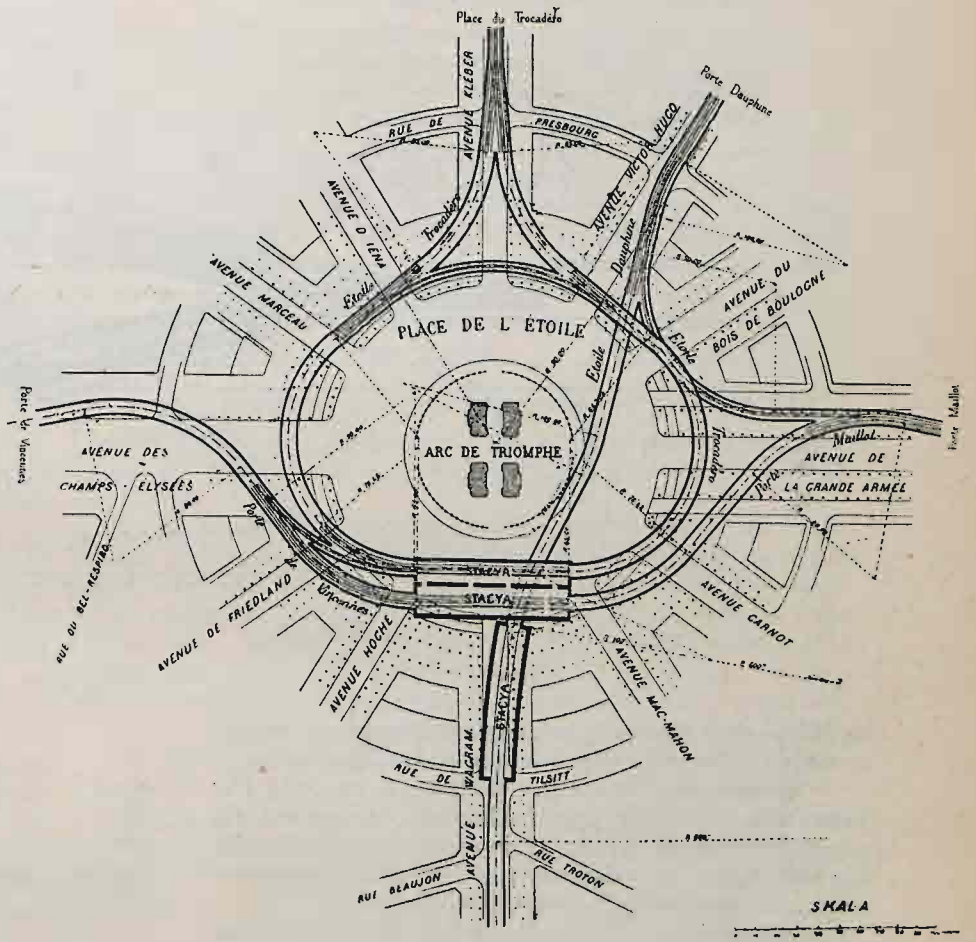 Place du Trocadéro
Porte Dauphine
AVENUE KLEBER
RUE DE
PRESBOURG
AVENUE VICTOR HUGO
AVENUE D IÉNA
Trocadéro
Dauphine
AVENUE MARCEAU
Etoile
AVENUE DU
BOIS DE BOULOGNE
PLACE DE L'ÉTOILE
Etoile
Etoile
Porte de Vincennes
Porte Maillot
ARC DE TRIOMPHE
Trocadéro
Porte Maillot
AVENUE DES
CHAMPS-ELYSÉES
AVENUE DE
LA GRANDE ARMÉE
Porte de Vincennes
RUE DU BEL-RESPIRO
AVENUE DE FRIEDLAND
AVENUE HOCHE
STACYA
STACYA
AVENUE CARNOT
AVENUE MAC-MAHON
STACYA
AVENUE WAGRAM
RUE DE
TILSITT
RUE BEAUJON
RUE TROYON
SKALA